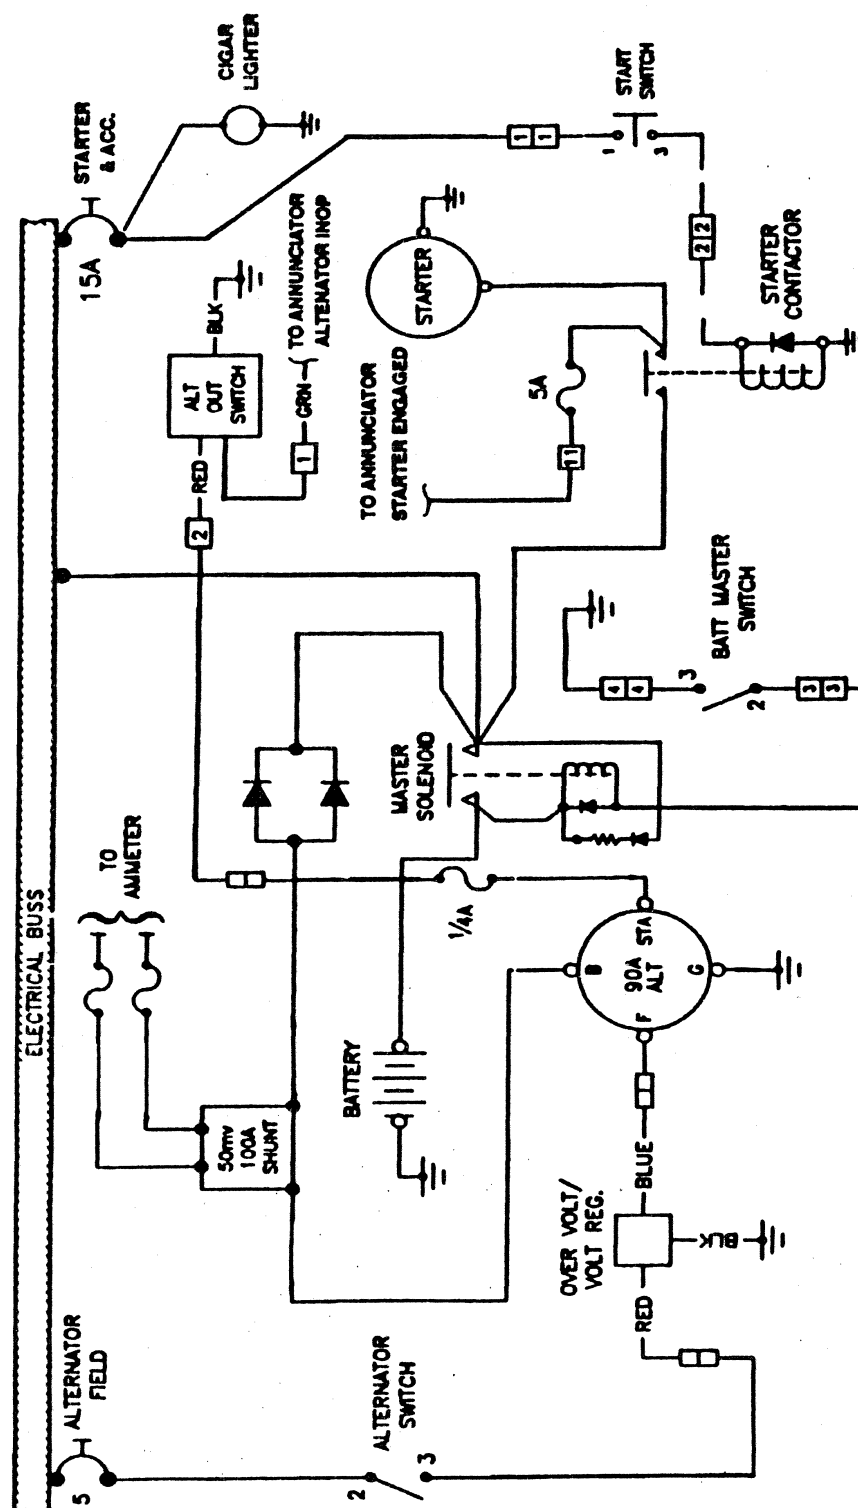 ELECTRICAL BUSS
5
ALTERNATOR
FIELD
TO
AMMETER
15A
STARTER
& ACC.
CIGAR
LIGHTER
50mv
100A
SHUNT
2
RED
ALT
OUT
SWITCH
BLK
1
GRN
TO ANNUNCIATOR
ALTENATOR INOP
BATTERY
MASTER
SOLENOID
TO ANNUNCIATOR
STARTER ENGAGED
STARTER
ALTERNATOR
SWITCH
2
3
1/4A
11
5A
1
1
START
SWITCH
1
3
OVER VOLT/
VOLT REG.
RED
BLUE
BLK
F
B
STA
G
90A
ALT
4
4
3
2
BATT MASTER
SWITCH
3
3
2
2
STARTER
CONTACTOR